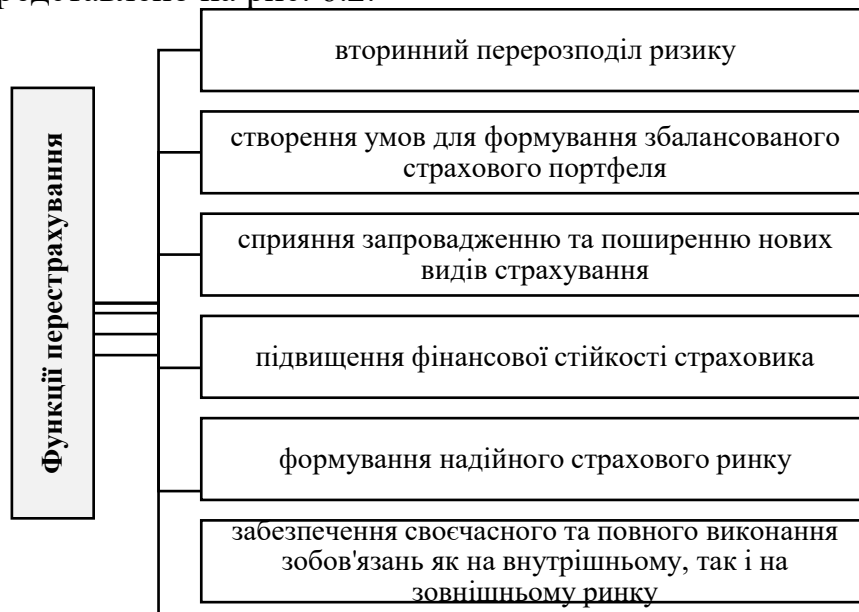 вторинний перерозподіл ризику
створення умов для формування збалансованого
страхового портфеля
сприяння запровадженню та поширенню нових
видів страхування
Функції перестрахування
підвищення фінансової стійкості страховика
формування надійного страхового ринку
забезпечення своєчасного та повного виконання
зобов'язань як на внутрішньому, так і на
зовнішньому ринку